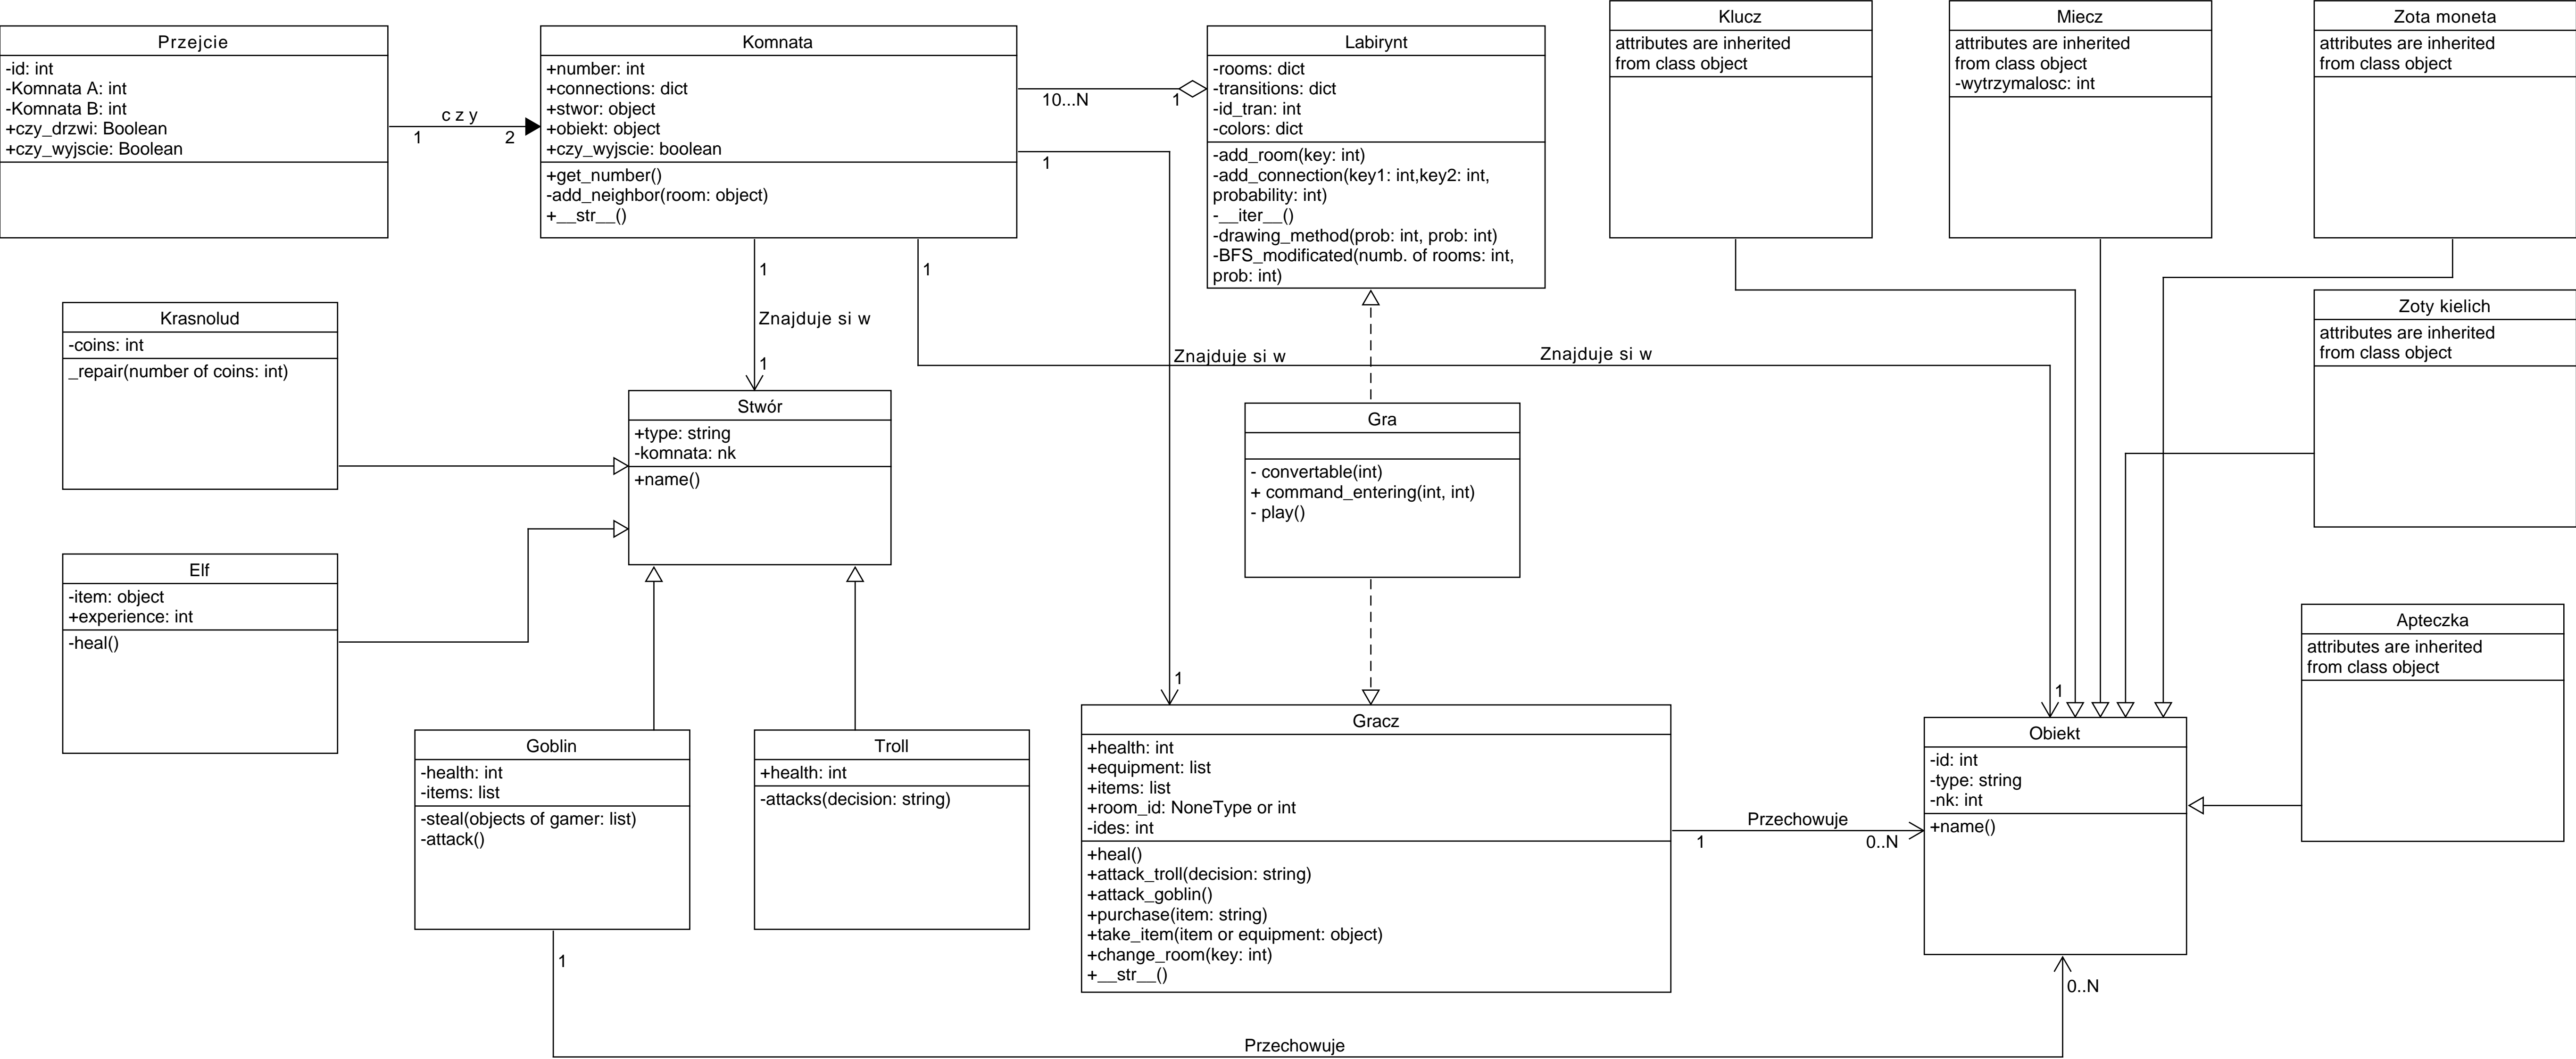 Przejcie
-id: int
-Komnata A: int
-Komnata B: int
+czy_drzwi: Boolean
+czy_wyjscie: Boolean
czy
1
2
Komnata
+number: int
+connections: dict
+stwor: object
+obiekt: object
+czy_wyjscie: boolean
+get_number()
-add_neighbor(room: object)
+__str__()
10...N
1
1
Labirynt
-rooms: dict
-transitions: dict
-id_tran: int
-colors: dict
-add_room(key: int)
-add_connection(key1: int,key2: int,
probability: int)
-__iter__()
-drawing_method(prob: int, prob: int)
-BFS_modificated(numb. of rooms: int,
prob: int)
Klucz
attributes are inherited
from class object
Miecz
attributes are inherited
from class object
-wytrzymalosc: int
Zota moneta
attributes are inherited
from class object
1
Znajduje si w
1
1
Znajduje si w
Znajduje si w
Zoty kielich
attributes are inherited
from class object
Krasnolud
-coins: int
_repair(number of coins: int)
Stwór
+type: string
-komnata: nk
+name()
Gra
- convertable(int)
+ command_entering(int, int)
- play()
Elf
-item: object
+experience: int
-heal()
Apteczka
attributes are inherited
from class object
Goblin
-health: int
-items: list
-steal(objects of gamer: list)
-attack()
Troll
+health: int
-attacks(decision: string)
1
Gracz
+health: int
+equipment: list
+items: list
+room_id: NoneType or int
-ides: int
+heal()
+attack_troll(decision: string)
+attack_goblin()
+purchase(item: string)
+take_item(item or equipment: object)
+change_room(key: int)
+__str__()
Przechowuje
1
0..N
1
Obiekt
-id: int
-type: string
-nk: int
+name()
1
Przechowuje
0..N